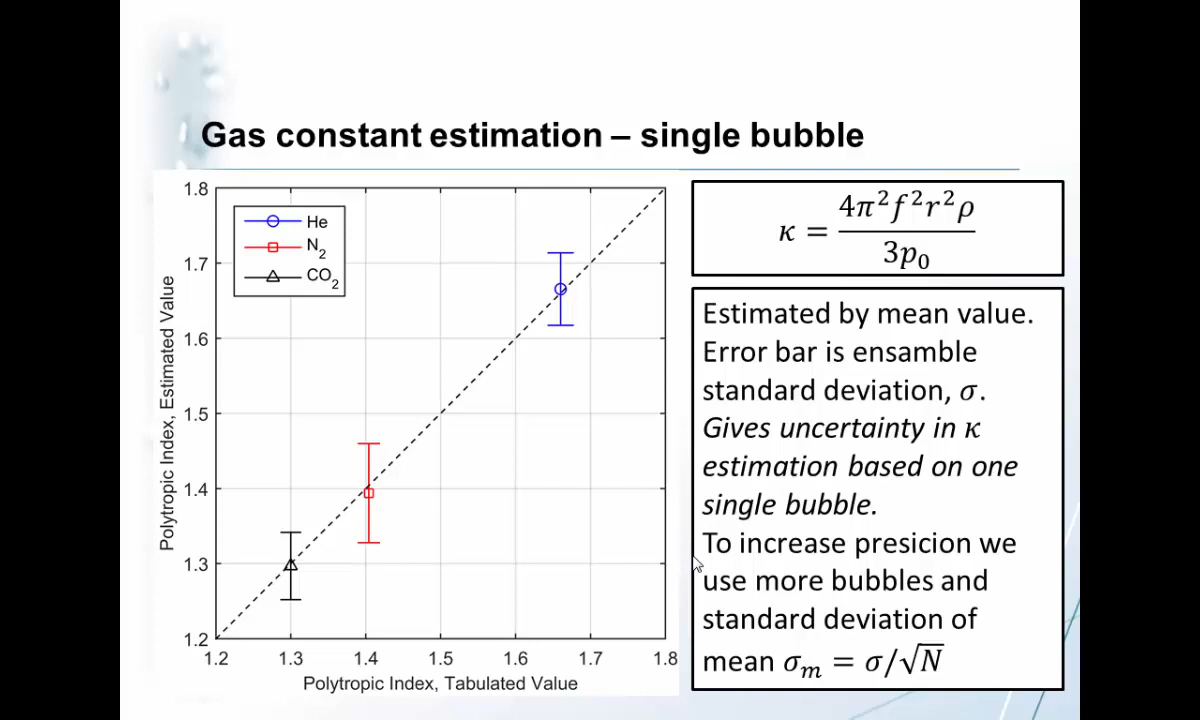 Gas constant estimation – single bubble
1.8
1.7
1.6
1.5
1.4
1.3
1.2
Polytropic Index, Estimated Value
He
N₂
CO₂
1.2 1.3 1.4 1.5 1.6 1.7 1.8
Polytropic Index, Tabulated Value
κ = 4π²f²r²ρ / 3p₀
Estimated by mean value.
Error bar is ensamble
standard deviation, σ.
Gives uncertainty in κ
estimation based on one
single bubble.
To increase presicion we
use more bubbles and
standard deviation of
mean σₘ = σ/√N